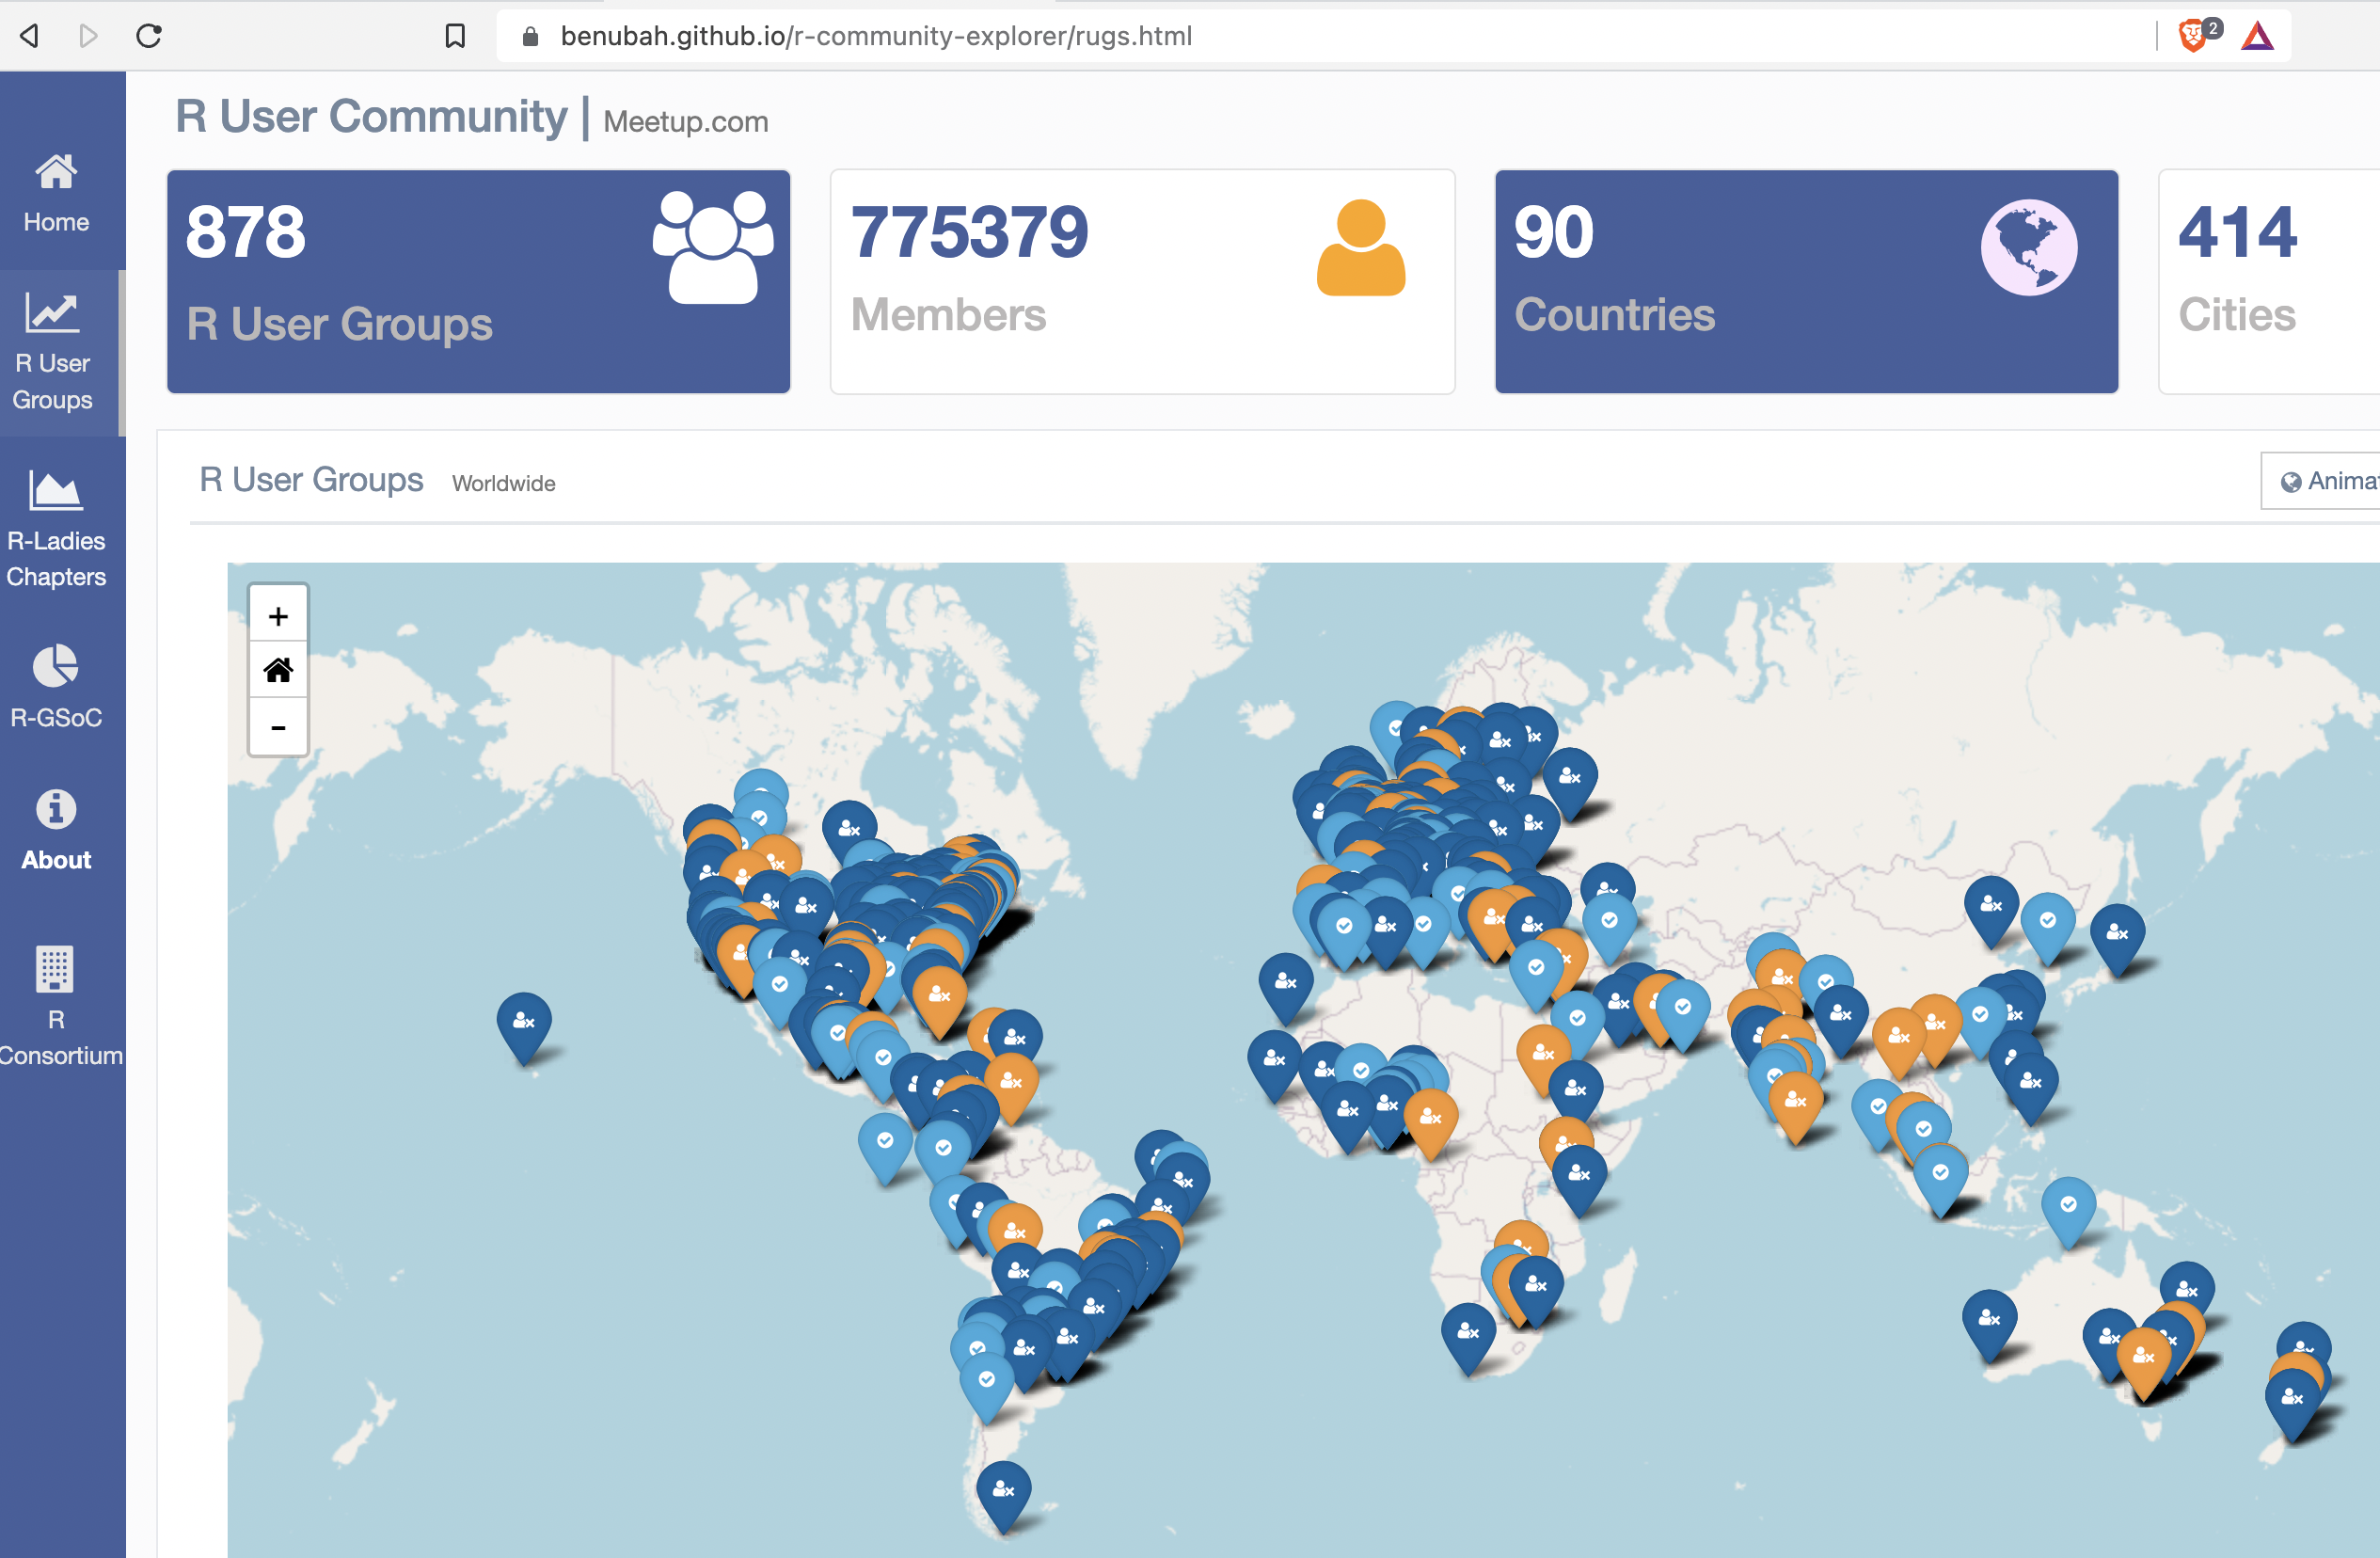 benubah.github.io/r-community-explorer/rugs.html
2
R User Community | Meetup.com
Home
R User
Groups
R-Ladies
Chapters
R-GSoC
About
R
Consortium
878
R User Groups
775379
Members
90
Countries
414
Cities
R User Groups Worldwide
Animat
+
-